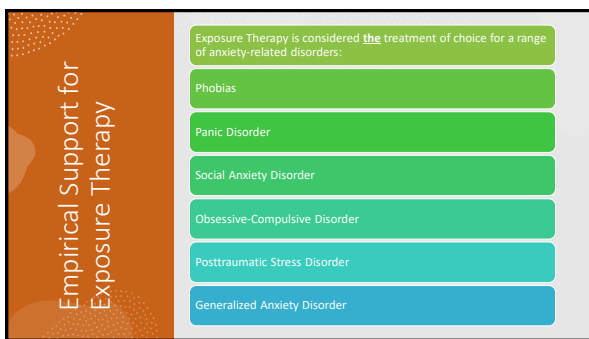 Empirical Support for
Exposure Therapy
Exposure Therapy is considered the treatment of choice for a range
of anxiety-related disorders:
Phobias
Panic Disorder
Social Anxiety Disorder
Obsessive-Compulsive Disorder
Posttraumatic Stress Disorder
Generalized Anxiety Disorder